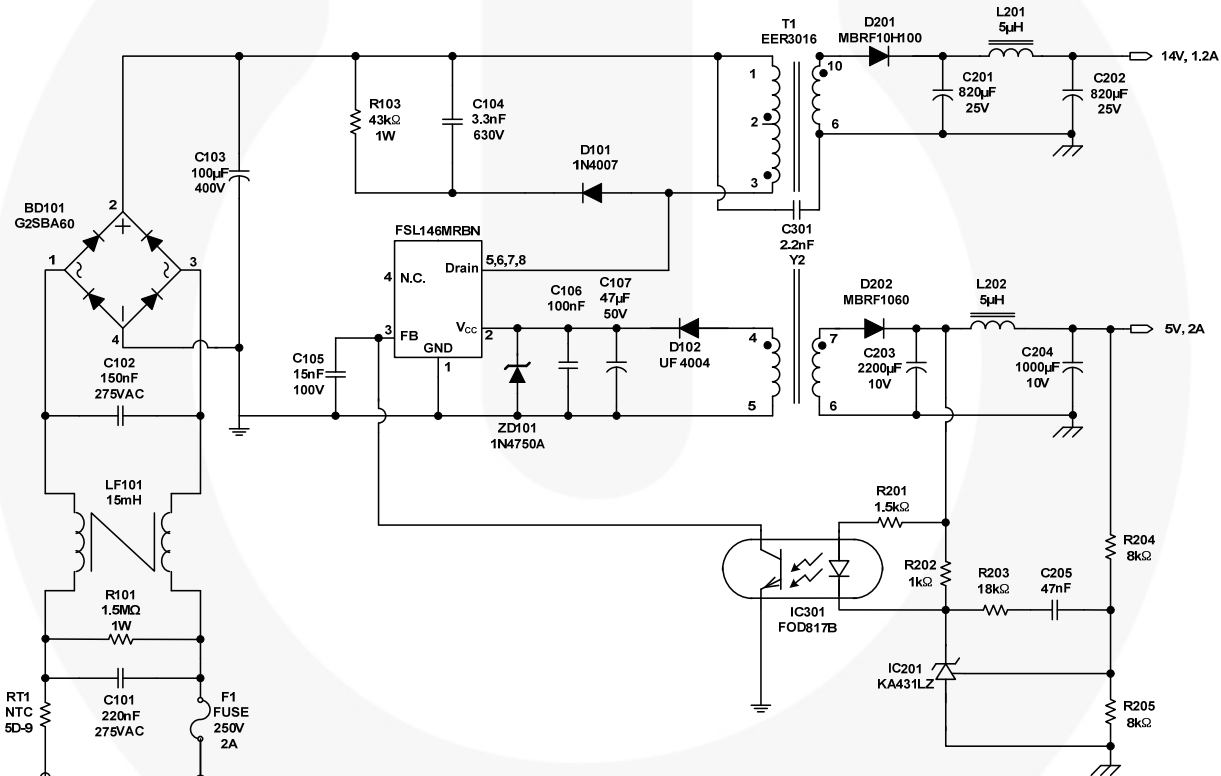 T1
EER3016
D201
MBRF10H100
L201
5µH
14V, 1.2A
1
2
3
10
6
C201
820µF
25V
C202
820µF
25V
R103
43kΩ
1W
C104
3.3nF
630V
D101
1N4007
C103
100µF
400V
C301
2.2nF
Y2
BD101
G2SBA60
2
1
3
4
+
FSL146MRBN
4
N.C.
Drain
5,6,7,8
3
FB
VCC
2
GND
1
C106
100nF
C107
47µF
50V
D102
UF 4004
4
5
7
6
D202
MBRF1060
L202
5µH
5V, 2A
C203
2200µF
10V
C204
1000µF
10V
C105
15nF
100V
ZD101
1N4750A
C102
150nF
275VAC
LF101
15mH
R201
1.5kΩ
R202
1kΩ
R203
18kΩ
C205
47nF
R204
8kΩ
IC301
FOD817B
IC201
KA431LZ
R205
8kΩ
R101
1.5MΩ
1W
C101
220nF
275VAC
RT1
NTC
5D-9
F1
FUSE
250V
2A